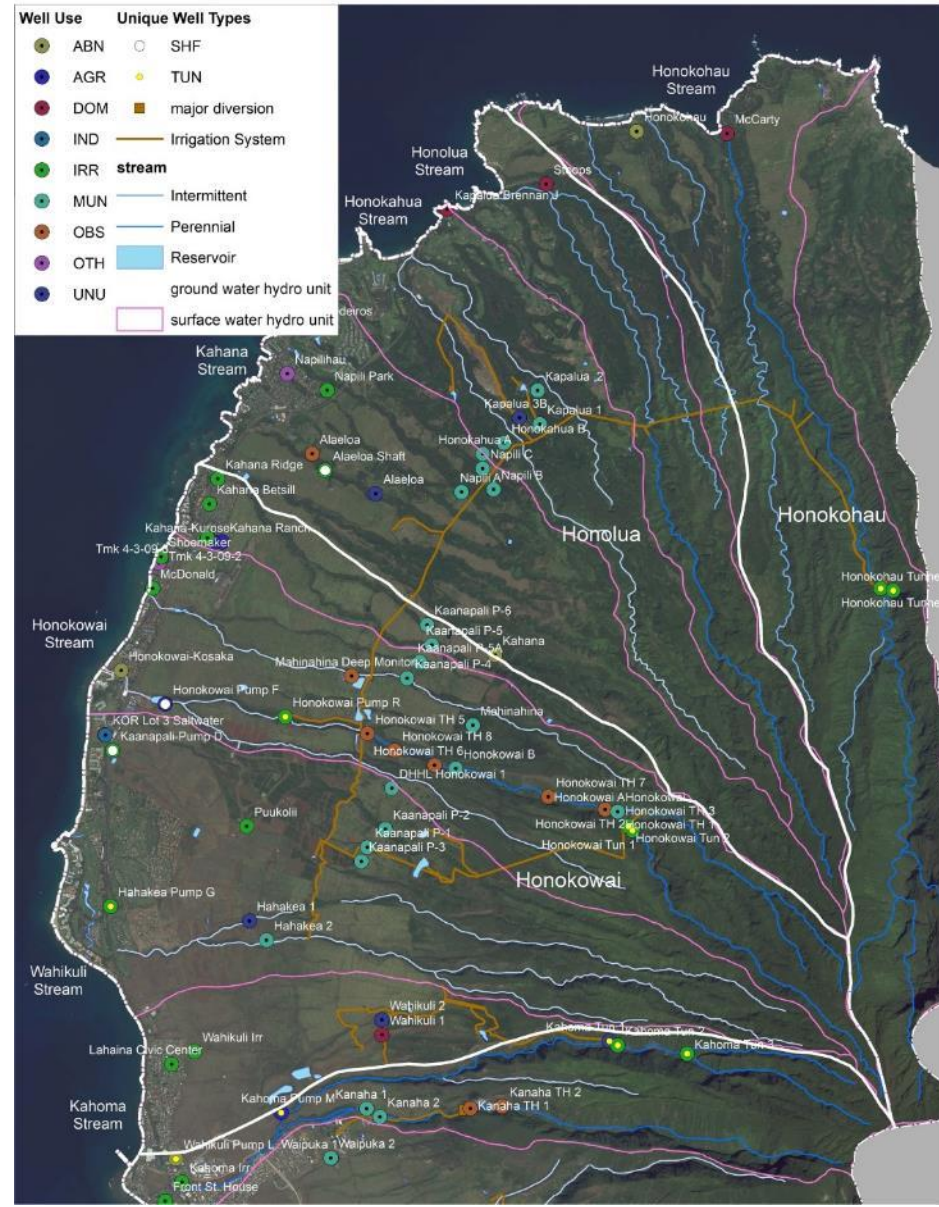 Well Use
Unique Well Types
ABN
AGR
DOM
IND
IRR
MUN
OBS
OTH
UNU
SHF
TUN
major diversion
Irrigation System
stream
Intermittent
Perennial
Reservoir
ground water hydro unit
surface water hydro unit
Honokohau
Stream
Honokohau
McCarty
Honolua
Stream
Stoops
Kapalua Brennan J
Honokahua
Stream
Kahana
Stream
Napilihau
Napili Park
Kapalua 2
Kapalua 3B
Kapalua 1
Honokahua B
Honokahua A
Napili C
Napili B
Napili A
Alaeloa
Alaeloa Shaft
Alaeloa
Kahana Ridge
Kahana Betsill
Kahana-Kurose
Kahana Ranch
Shoemaker
Tmk 4-3-09-2
McDonald
Honolua
Honokohau
Honokowai
Stream
Honokowai-Kosaka
Kaanapali P-6
Kaanapali P-5
Kaanapali P-5A
Kahana
Kaanapali P-4
Mahinahina Deep Monitor
Honokowai Pump F
Honokowai Pump R
KOR Lot 3 Saltwater
Kaanapali-Pump D
Honokowai TH 5
Mahinahina
Honokowai TH 8
Honokowai TH 6
Honokowai B
DHHL Honokowai 1
Honokowai TH 7
Honokowai A
Honokowai TH 2
Honokowai TH 1
Honokowai Tun 2
Honokowai Tun 1
Puukolii
Kaanapali P-2
Kaanapali P-1
Kaanapali P-3
Honokowai
Hahakea Pump G
Hahakea 1
Hahakea 2
Wahikuli
Stream
Wahikuli 2
Wahikuli 1
Wahikuli Irr
Lahaina Civic Center
Kahoma Tun 1
Kahoma Tun 2
Kahoma Tun 3
Kahoma
Stream
Kahoma Pump M
Kanaha 1
Kanaha 2
Kanaha TH 2
Kanaha TH 1
Wahikuli Pump L
Waipuka 1
Waipuka 2
Kahoma Irr
Front St. House